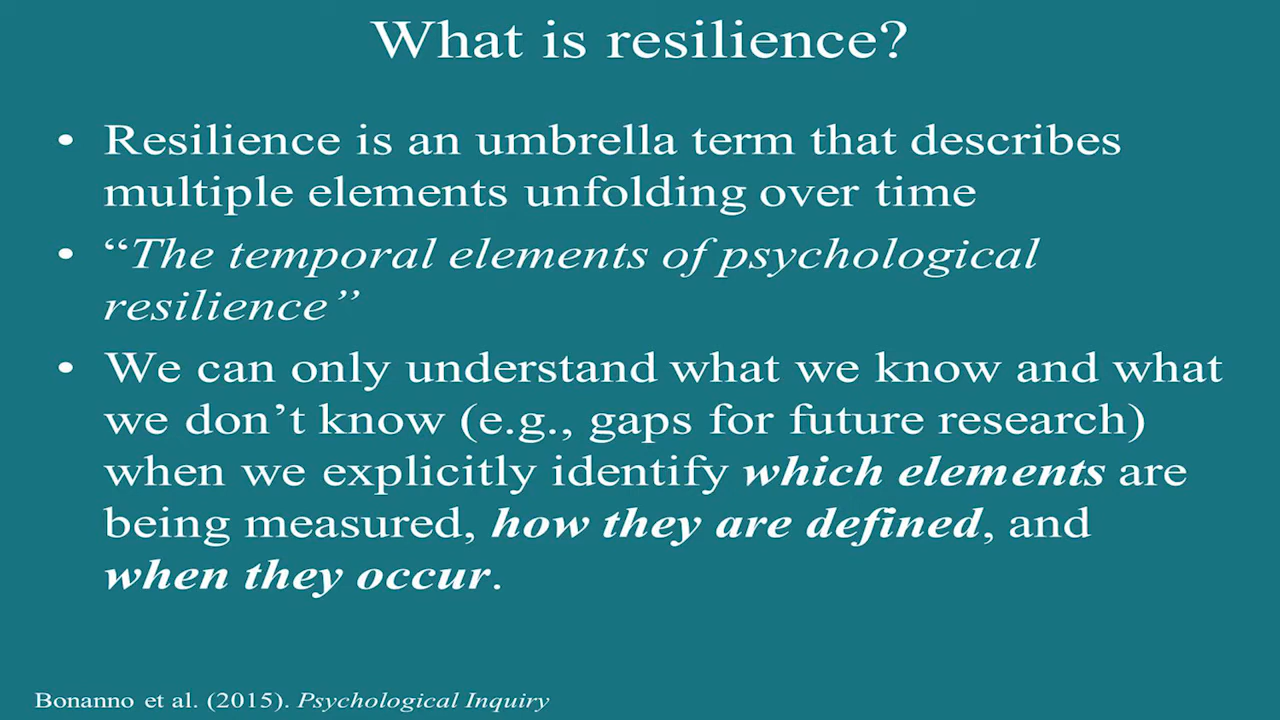 What is resilience?
• Resilience is an umbrella term that describes
multiple elements unfolding over time
• “The temporal elements of psychological
resilience”
• We can only understand what we know and what
we don’t know (e.g., gaps for future research)
when we explicitly identify which elements are
being measured, how they are defined, and
when they occur.
Bonanno et al. (2015). Psychological Inquiry